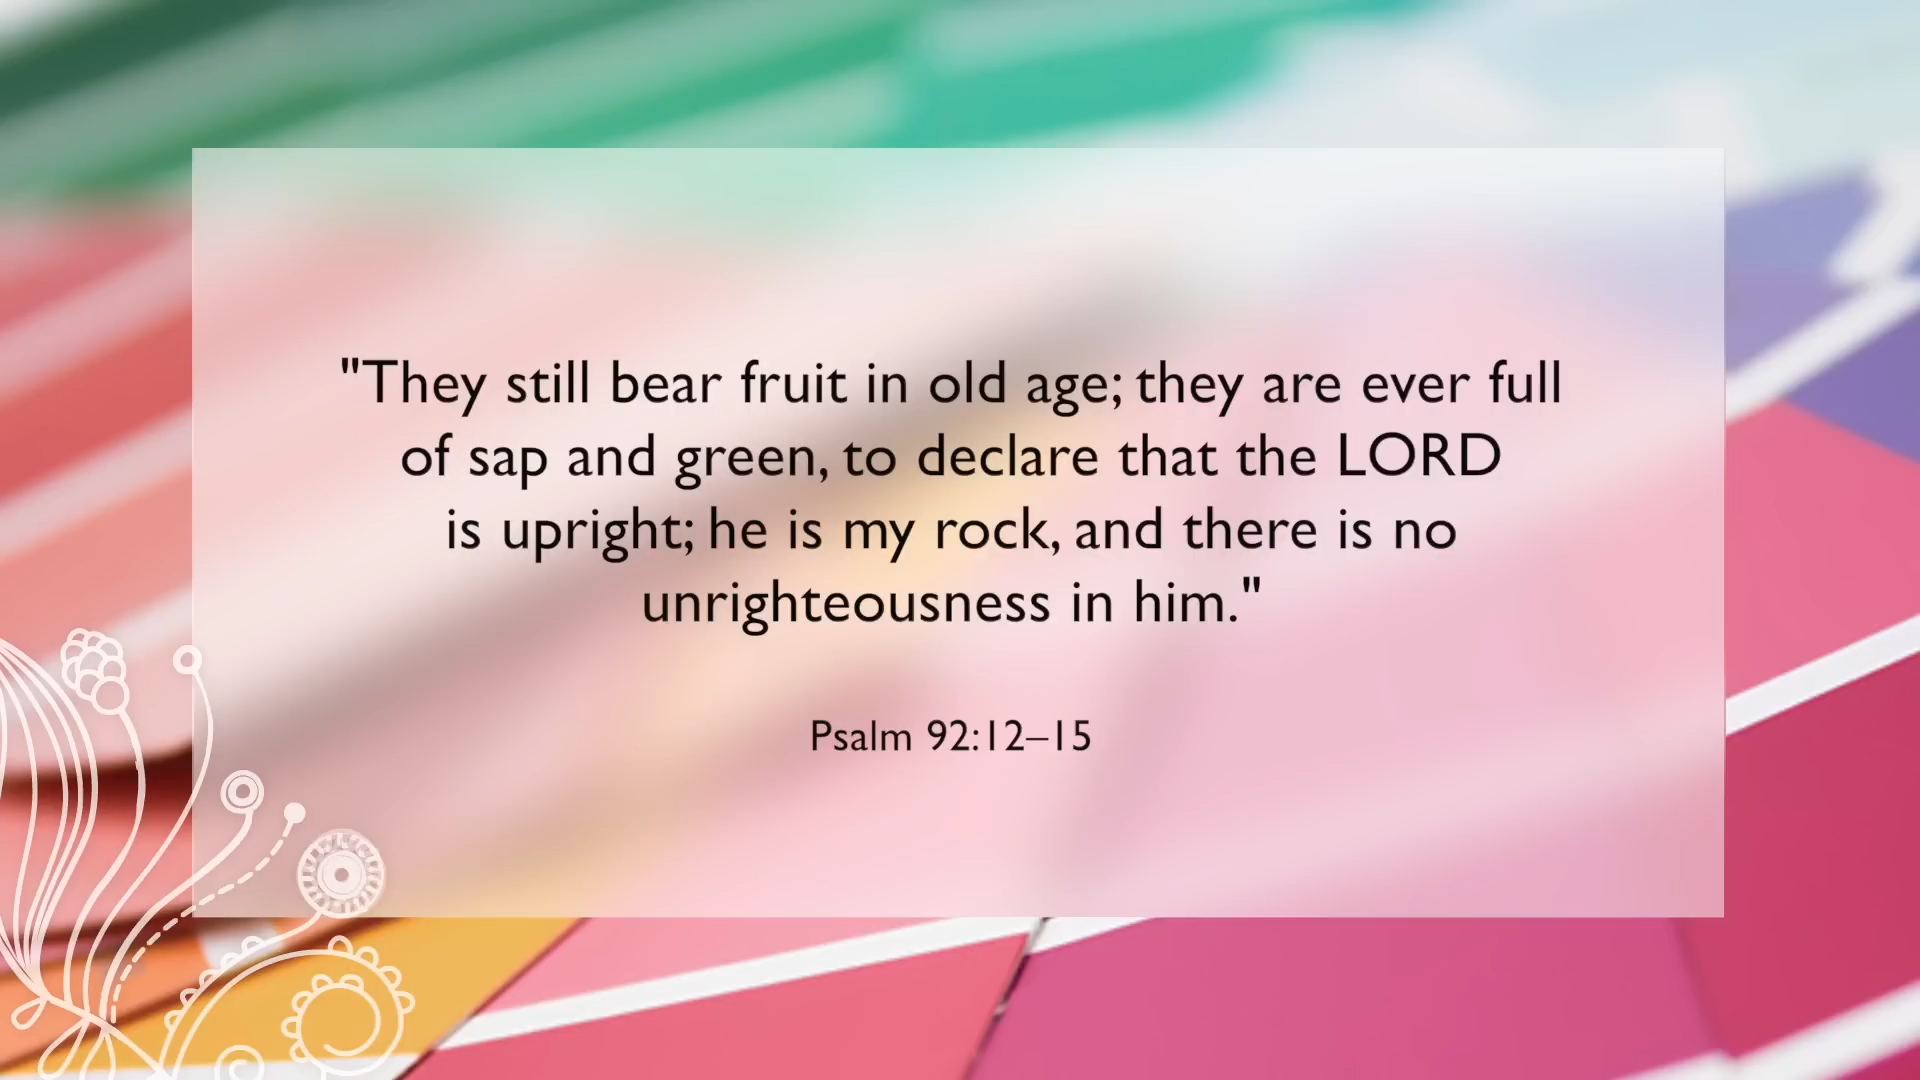 "They still bear fruit in old age; they are ever full
of sap and green, to declare that the LORD
is upright; he is my rock, and there is no
unrighteousness in him."
Psalm 92:12–15